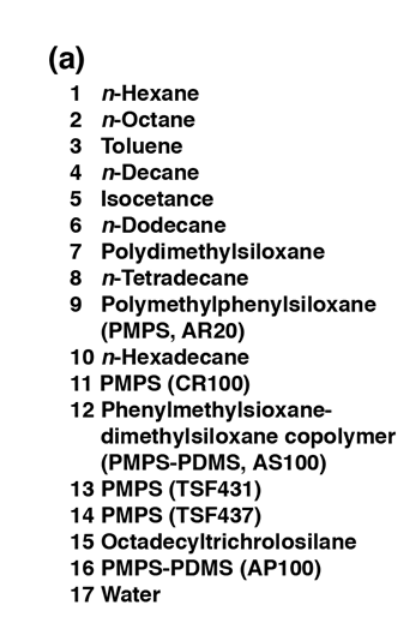 (a)
1 n-Hexane
2 n-Octane
3 Toluene
4 n-Decane
5 Isocetance
6 n-Dodecane
7 Polydimethylsiloxane
8 n-Tetradecane
9 Polymethylphenylsiloxane
(PMPS, AR20)
10 n-Hexadecane
11 PMPS (CR100)
12 Phenylmethylsioxane-
dimethylsiloxane copolymer
(PMPS-PDMS, AS100)
13 PMPS (TSF431)
14 PMPS (TSF437)
15 Octadecyltrichrolosilane
16 PMPS-PDMS (AP100)
17 Water